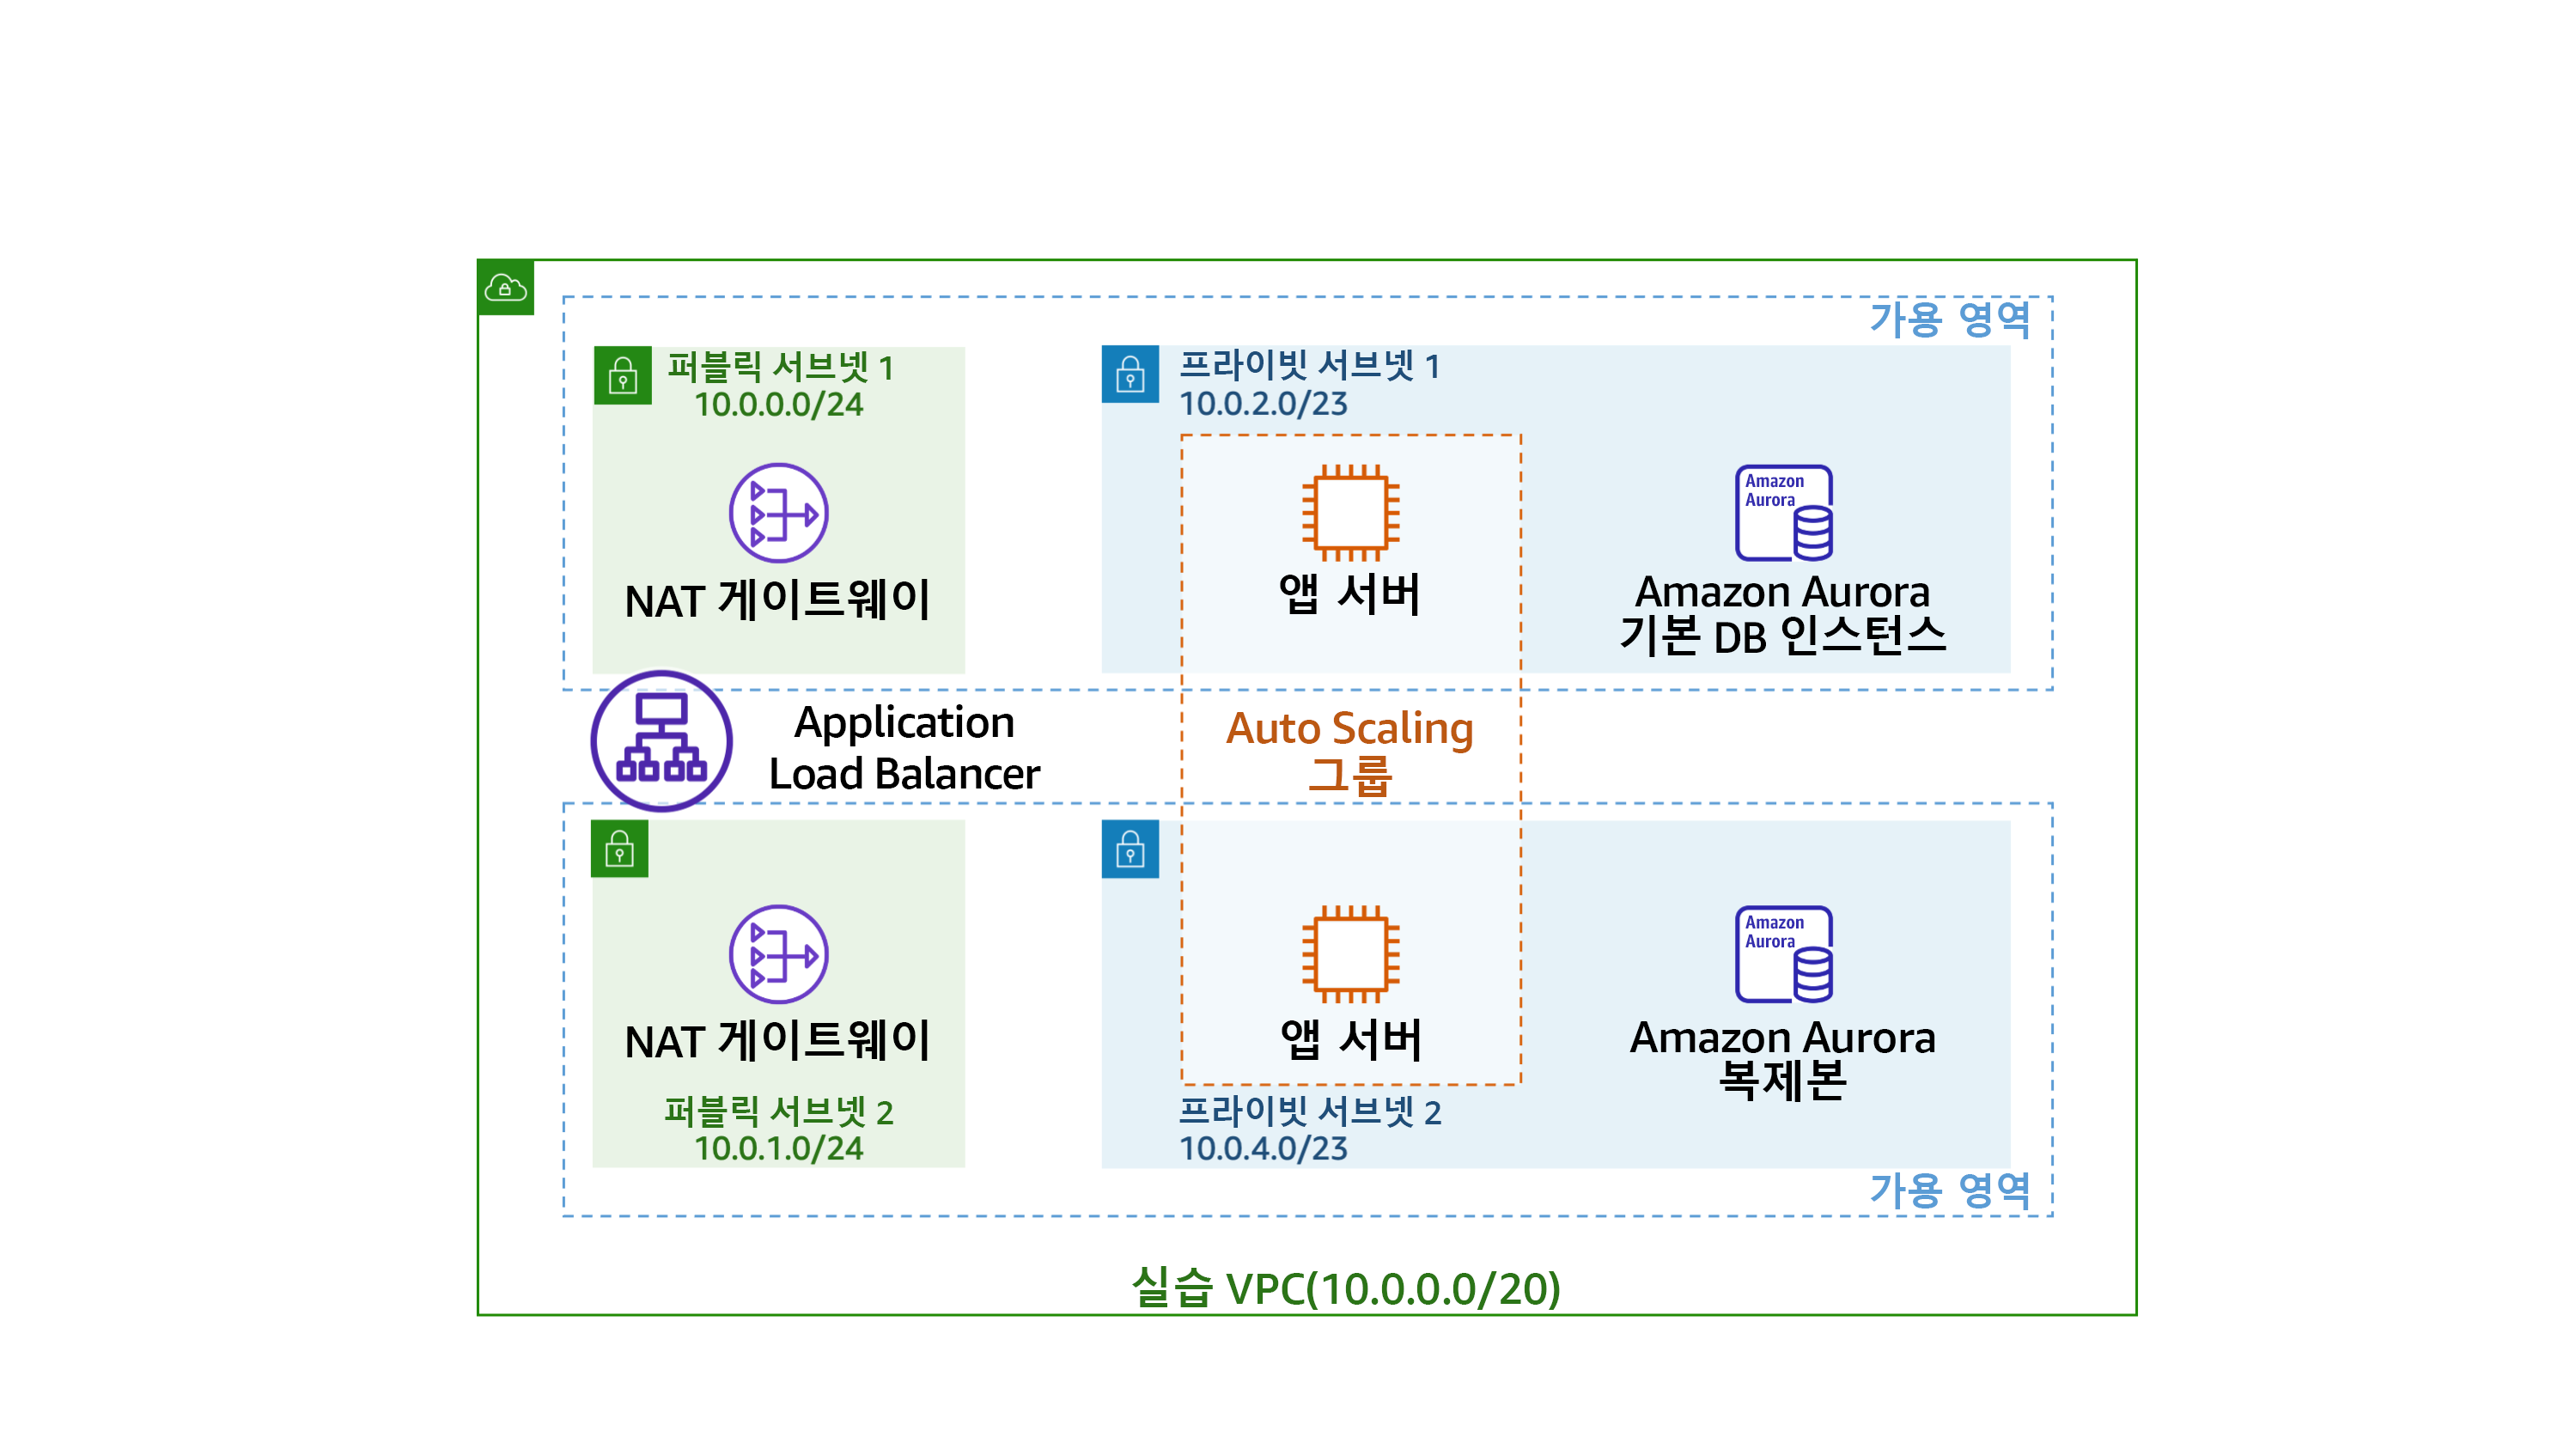 가용 영역
퍼블릭 서브넷 1
10.0.0.0/24
프라이빗 서브넷 1
10.0.2.0/23
Amazon
Aurora
NAT 게이트웨이
앱 서버
Amazon Aurora
기본 DB 인스턴스
Application
Load Balancer
Auto Scaling
그룹
Amazon
Aurora
NAT 게이트웨이
앱 서버
Amazon Aurora
복제본
퍼블릭 서브넷 2
10.0.1.0/24
프라이빗 서브넷 2
10.0.4.0/23
가용 영역
실습 VPC(10.0.0.0/20)